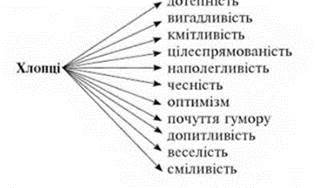 дотепність
вигадливість
кмітливість
цілеспрямованість
Хлопці
наполегливість
чесність
оптимізм
почуття гумору
допитливість
веселість
сміливість